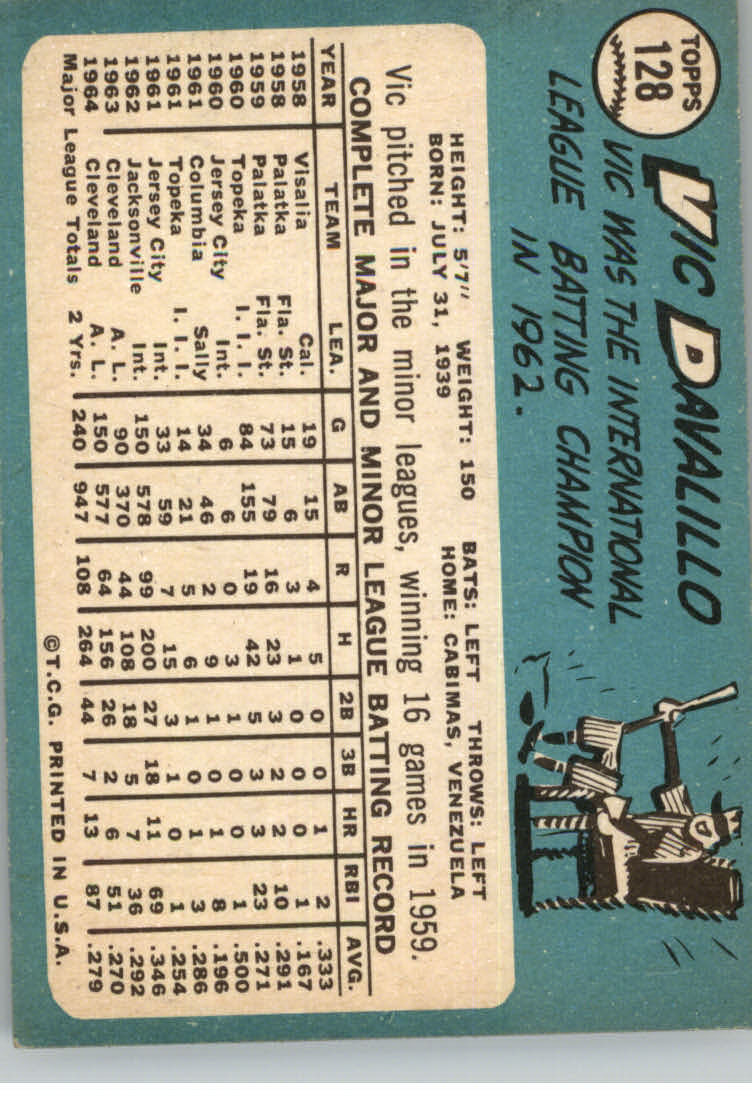 TOPPS
128
VIC DAVALILLO
VIC WAS THE INTERNATIONAL
LEAGUE BATTING CHAMPION
IN 1962.
HEIGHT: 5'7" WEIGHT: 150 BATS: LEFT THROWS: LEFT
BORN: JULY 31, 1939 HOME: CABIMAS, VENEZUELA
Vic pitched in the minor leagues, winning 16 games in 1959.
COMPLETE MAJOR AND MINOR LEAGUE BATTING RECORD
YEAR TEAM LEA. G AB R H 2B 3B HR RBI AVG.
1958 Visalia Cal. 19 15 4 5 0 0 1 2 .333
1958 Palatka Fla. St. 15 6 3 1 0 0 0 1 .167
1959 Palatka Fla. St. 73 79 16 23 3 2 2 10 .291
1960 Topeka I. I. I. 84 155 19 42 5 3 3 23 .271
1960 Jersey City Int. 6 6 0 3 1 0 0 1 .500
1961 Columbia Sally 34 46 2 9 1 0 1 8 .196
1961 Topeka I. I. I. 14 21 5 6 1 0 1 3 .286
1961 Jersey City Int. 33 59 7 15 3 1 0 1 .254
1962 Jacksonville Int. 150 578 99 200 27 18 11 69 .346
1963 Cleveland A. L. 90 370 44 108 18 5 7 36 .292
1964 Cleveland A. L. 150 577 64 156 26 2 6 51 .270
Major League Totals 2 Yrs. 240 947 108 264 44 7 13 87 .279
©T.C.G. PRINTED IN U.S.A.